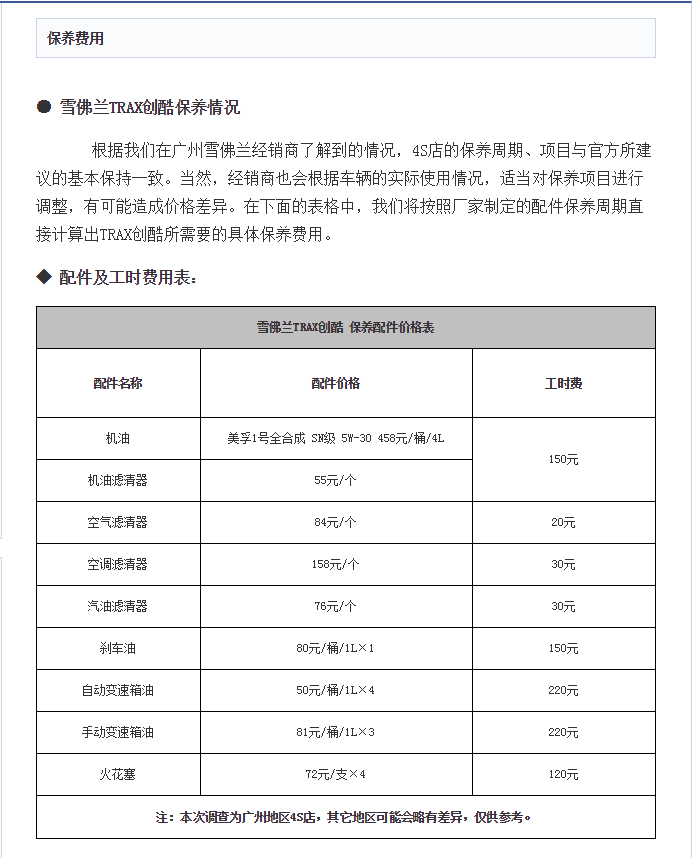 保养费用
● 雪佛兰TRAX创酷保养情况
根据我们在广州雪佛兰经销商了解到的情况，4S店的保养周期、项目与官方所建
议的基本保持一致。当然，经销商也会根据车辆的实际使用情况，适当对保养项目进行
调整，有可能造成价格差异。在下面的表格中，我们将按照厂家制定的配件保养周期直
接计算出TRAX创酷所需要的具体保养费用。
◆ 配件及工时费用表：
雪佛兰TRAX创酷 保养配件价格表
配件名称 配件价格 工时费
机油 美孚1号全合成 SN级 5W-30 458元/桶/4L 150元
机油滤清器 55元/个
空气滤清器 84元/个 20元
空调滤清器 158元/个 30元
汽油滤清器 76元/个 30元
刹车油 80元/桶/1L×1 150元
自动变速箱油 50元/桶/1L×4 220元
手动变速箱油 81元/桶/1L×3 220元
火花塞 72元/支×4 120元
注：本次调查为广州地区4S店，其它地区可能会略有差异，仅供参考。